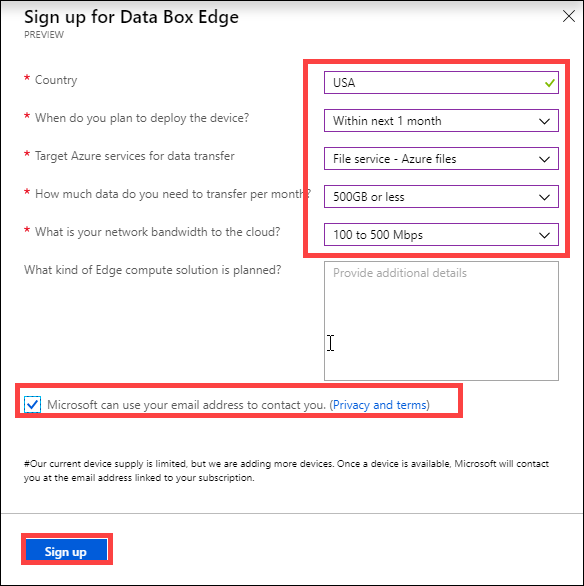 Sign up for Data Box Edge
PREVIEW
* Country
USA
* When do you plan to deploy the device?
Within next 1 month
* Target Azure services for data transfer
File service - Azure files
* How much data do you need to transfer per month?
500GB or less
* What is your network bandwidth to the cloud?
100 to 500 Mbps
What kind of Edge compute solution is planned?
Provide additional details
Microsoft can use your email address to contact you. (Privacy and terms)
#Our current device supply is limited, but we are adding more devices. Once a device is available, Microsoft will contact
you at the email address linked to your subscription.
Sign up